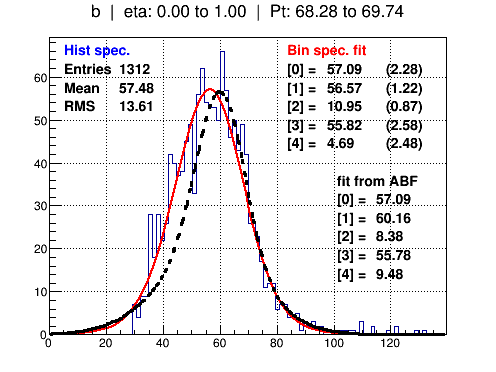 b | eta: 0.00 to 1.00 | Pt: 68.28 to 69.74
Hist spec.
Entries 1312
Mean 57.48
RMS 13.61
Bin spec. fit
[0] = 57.09 (2.28)
[1] = 56.57 (1.22)
[2] = 10.95 (0.87)
[3] = 55.82 (2.58)
[4] = 4.69 (2.48)
fit from ABF
[0] = 57.09
[1] = 60.16
[2] = 8.38
[3] = 55.78
[4] = 9.48
60
50
40
30
20
10
0
0 20 40 60 80 100 120